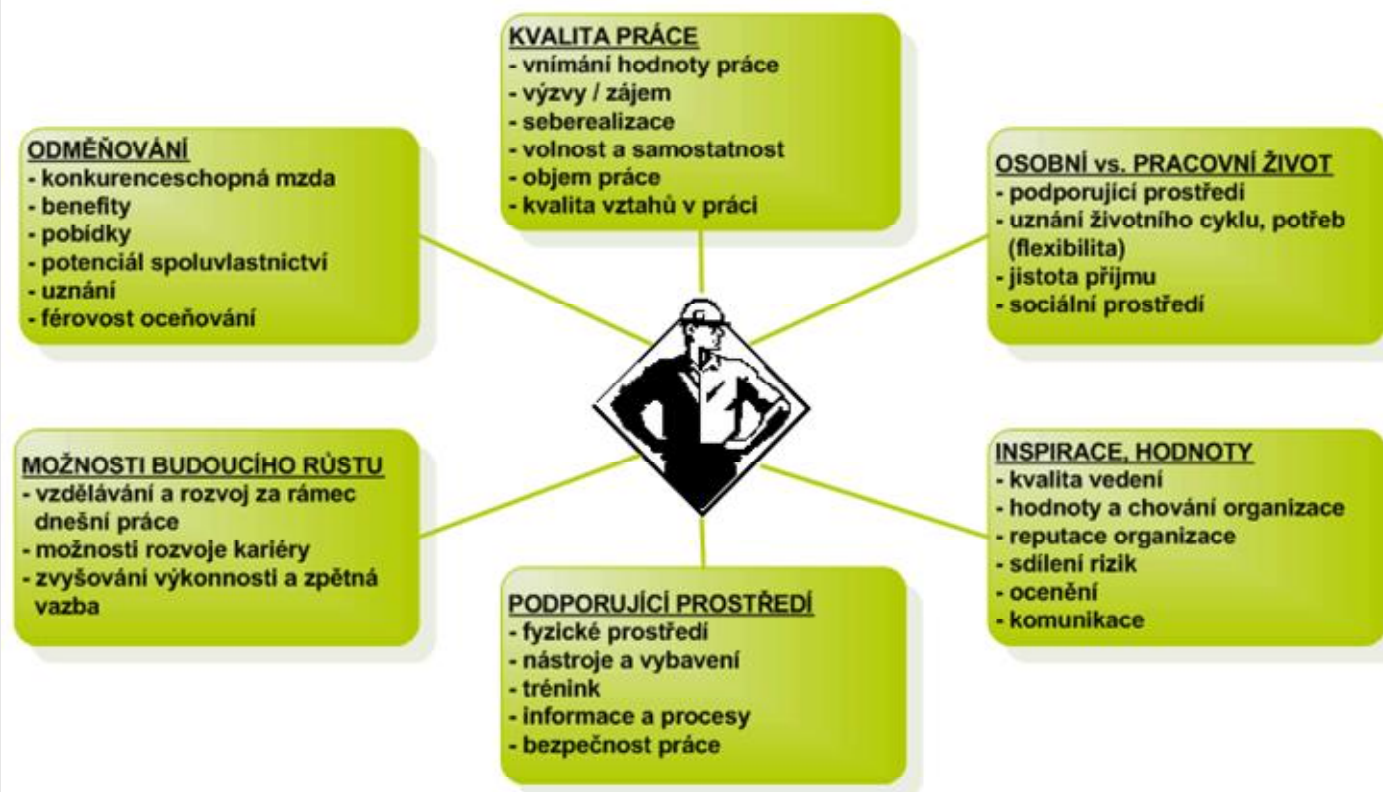 KVALITA PRÁCE
- vnímání hodnoty práce
- výzvy / zájem
- seberealizace
- volnost a samostatnost
- objem práce
- kvalita vztahů v práci
ODMĚŇOVÁNÍ
- konkurenceschopná mzda
- benefity
- pobídky
- potenciál spoluvlastnictví
- uznání
- férovost oceňování
OSOBNÍ vs. PRACOVNÍ ŽIVOT
- podporující prostředí
- uznání životního cyklu, potřeb
(flexibilita)
- jistota příjmu
- sociální prostředí
MOŽNOSTI BUDOUCÍHO RŮSTU
- vzdělávání a rozvoj za rámec
dnešní práce
- možnosti rozvoje kariéry
- zvyšování výkonnosti a zpětná
vazba
INSPIRACE, HODNOTY
- kvalita vedení
- hodnoty a chování organizace
- reputace organizace
- sdílení rizik
- ocenění
- komunikace
PODPORUJÍCÍ PROSTŘEDÍ
- fyzické prostředí
- nástroje a vybavení
- trénink
- informace a procesy
- bezpečnost práce